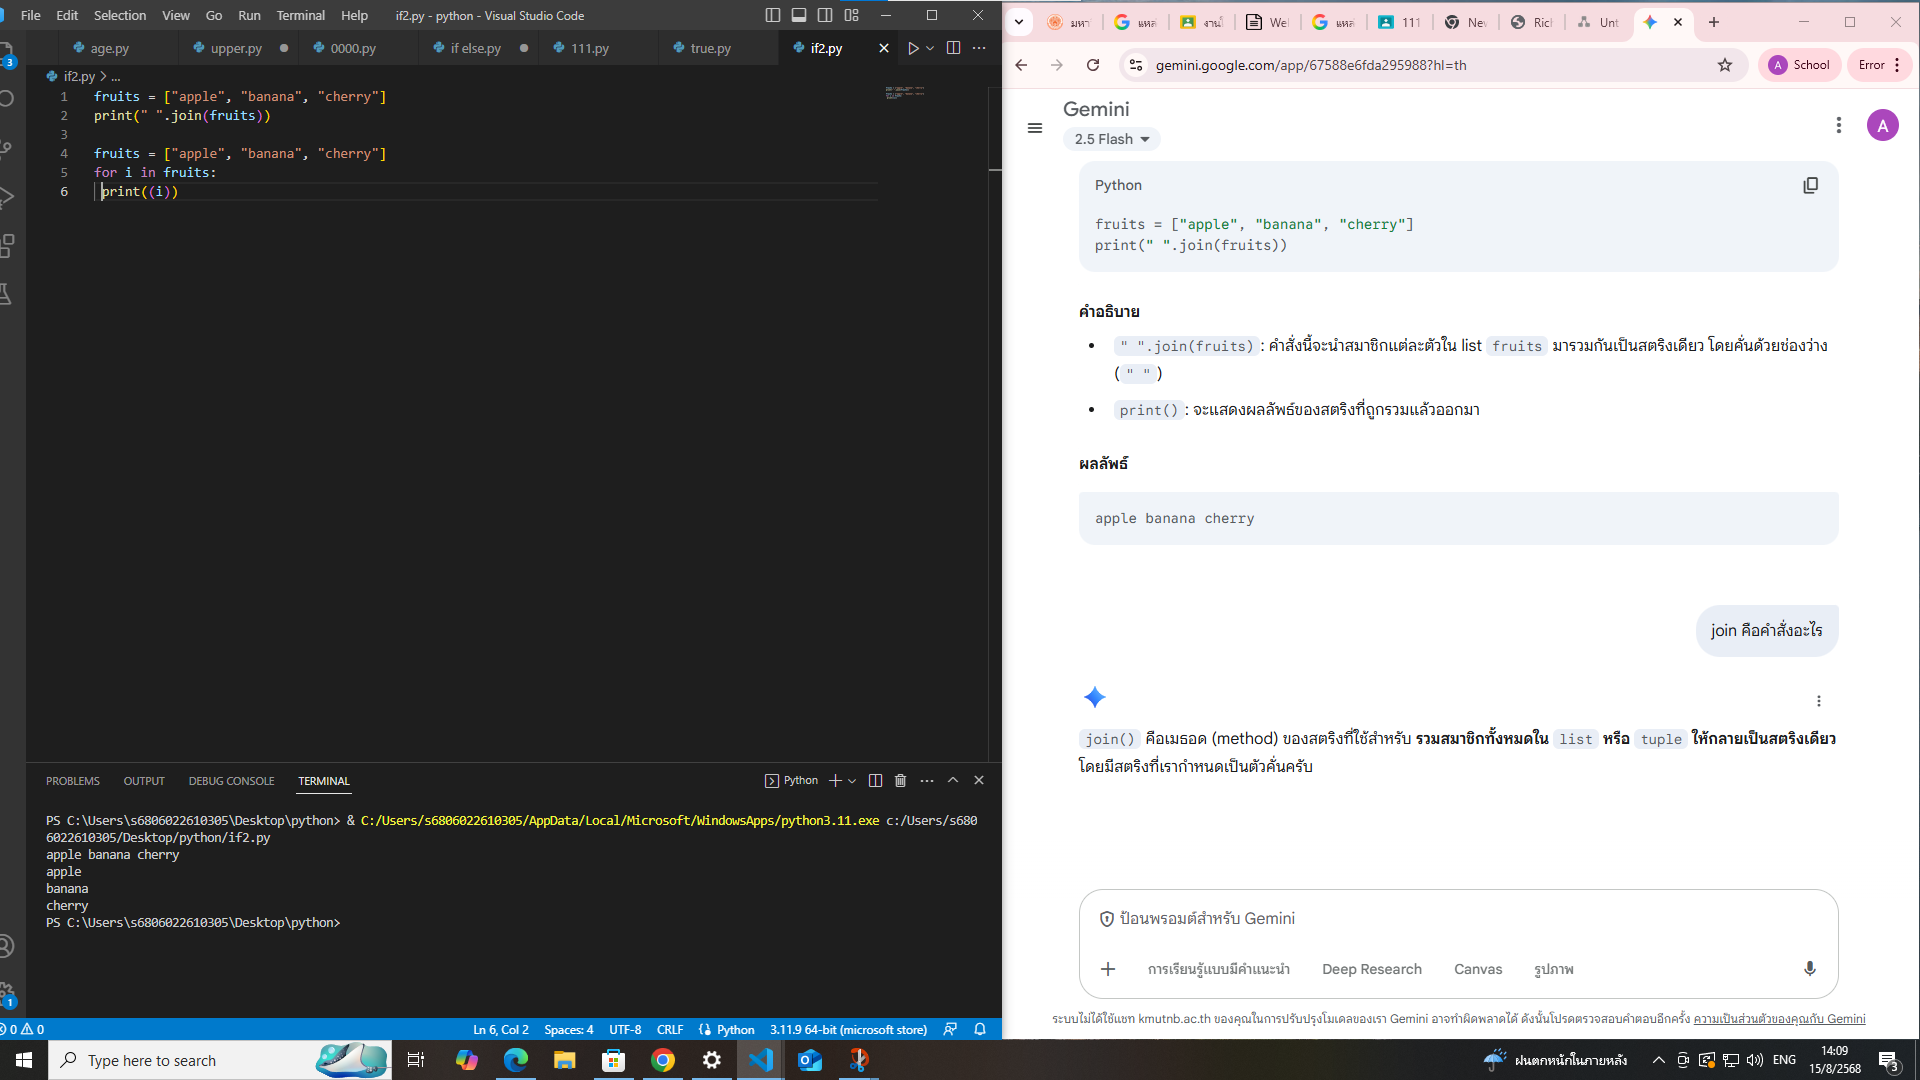 File Edit Selection View Go Run Terminal Help if2.py - python - Visual Studio Code
age.py upper.py 0000.py if else.py 111.py true.py if2.py
if2.py > ...
1 fruits = ["apple", "banana", "cherry"]
2 print(" ".join(fruits))
3
4 fruits = ["apple", "banana", "cherry"]
5 for i in fruits:
6 print((i))
3
1
PROBLEMS OUTPUT DEBUG CONSOLE TERMINAL
Python
PS C:\Users\s6806022610305\Desktop\python> & C:/Users/s6806022610305/AppData/Local/Microsoft/WindowsApps/python3.11.exe c:/Users/s680
6022610305/Desktop/python/if2.py
apple banana cherry
apple
banana
cherry
PS C:\Users\s6806022610305\Desktop\python>
0 0 Ln 6, Col 2 Spaces: 4 UTF-8 CRLF Python 3.11.9 64-bit (microsoft store)
มหา แหล่ งานใ Wel แหล่ 111 Nev Rich Unt
gemini.google.com/app/67588e6fda295988?hl=th
A School Error
Gemini
2.5 Flash
A
Python
fruits = ["apple", "banana", "cherry"]
print(" ".join(fruits))
คำอธิบาย
• " ".join(fruits) : คำสั่งนี้จะนำสมาชิกแต่ละตัวใน list fruits มารวมกันเป็นสตริงเดียว โดยคั่นด้วยช่องว่าง
( " " )
• print() : จะแสดงผลลัพธ์ของสตริงที่ถูกรวมแล้วออกมา
ผลลัพธ์
apple banana cherry
join คือคำสั่งอะไร
join() คือเมธอด (method) ของสตริงที่ใช้สำหรับ รวมสมาชิกทั้งหมดใน list หรือ tuple ให้กลายเป็นสตริงเดียว
โดยมีสตริงที่เรากำหนดเป็นตัวคั่นครับ
ป้อนพรอมต์สำหรับ Gemini
การเรียนรู้แบบมีคำแนะนำ Deep Research Canvas รูปภาพ
ระบบไม่ได้ใช้แชท kmutnb.ac.th ของคุณในการปรับปรุงโมเดลของเรา Gemini อาจทำผิดพลาดได้ ดังนั้นโปรดตรวจสอบคำตอบอีกครั้ง ความเป็นส่วนตัวของคุณกับ Gemini
Type here to search
ฝนตกหนักในภายหลัง ENG
14:09
15/8/2568
3